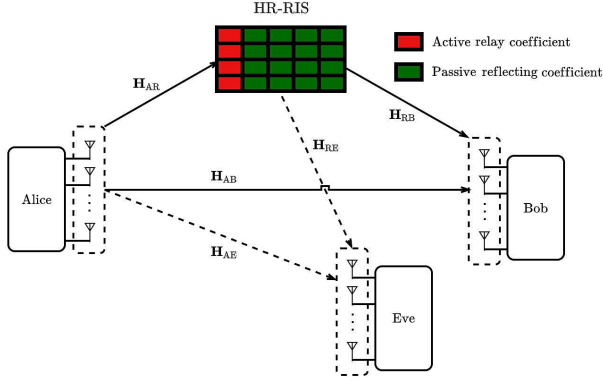 HR-RIS
Active relay coefficient
Passive reflecting coefficient
H_AR
H_RB
H_RE
H_AB
Alice
Bob
H_AE
Eve